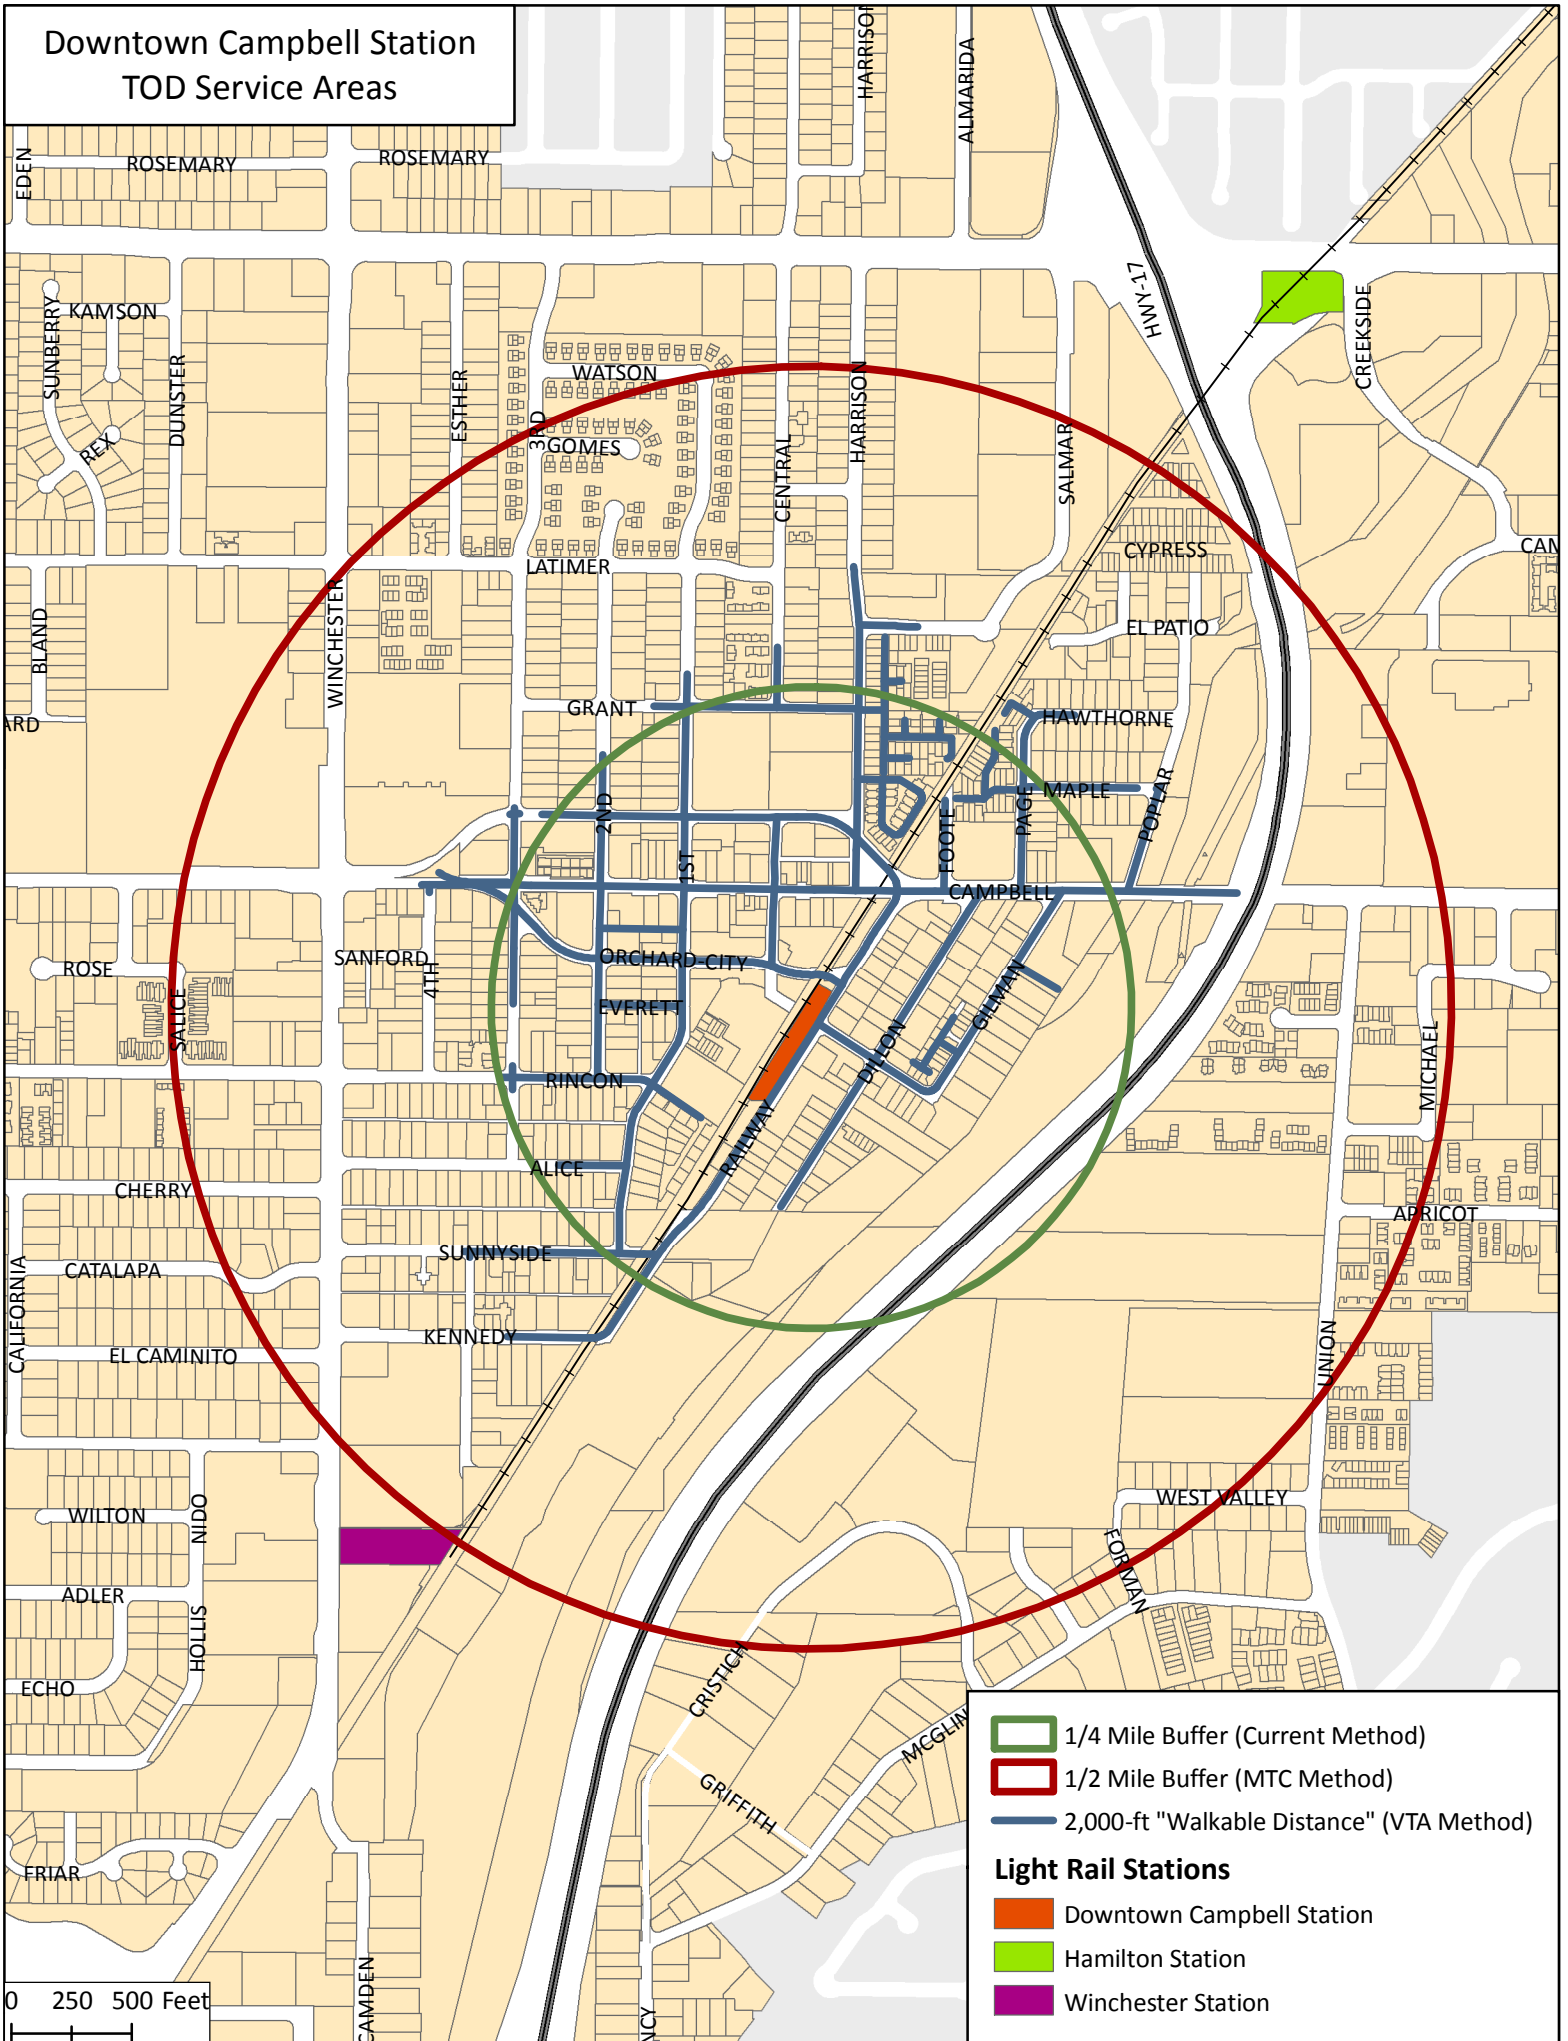 Downtown Campbell Station
TOD Service Areas
HARRISON
ALMARIDA
EDEN
ROSEMARY
ROSEMARY
HWY-17
SUNBERRY
KAMSON
DUNSTER
REX
ESTHER
3RD
WATSON
GOMES
CENTRAL
HARRISON
SALMAR
CREEKSIDE
CYPRESS
CAM
LATIMER
BLAND
WINCHESTER
EL PATIO
ARD
GRANT
HAWTHORNE
2ND
1ST
FOOTE
PAGE
MAPLE
POPLAR
CAMPBELL
ROSE
SALICE
SANFORD
4TH
ORCHARD-CITY
EVERETT
GILMAN
DILLON
RINCON
RAILWAY
MICHAEL
ALICE
CHERRY
APRICOT
SUNNYSIDE
CATALAPA
CALIFORNIA
KENNEDY
EL CAMINITO
UNION
WEST VALLEY
WILTON
NIDO
FORMAN
ADLER
HOLLIS
ECHO
CRISTICH
MCGLIN
GRIFFITH
FRIAR
CAMDEN
NCY
1/4 Mile Buffer (Current Method)
1/2 Mile Buffer (MTC Method)
2,000-ft "Walkable Distance" (VTA Method)
Light Rail Stations
Downtown Campbell Station
Hamilton Station
Winchester Station
0 250 500 Feet